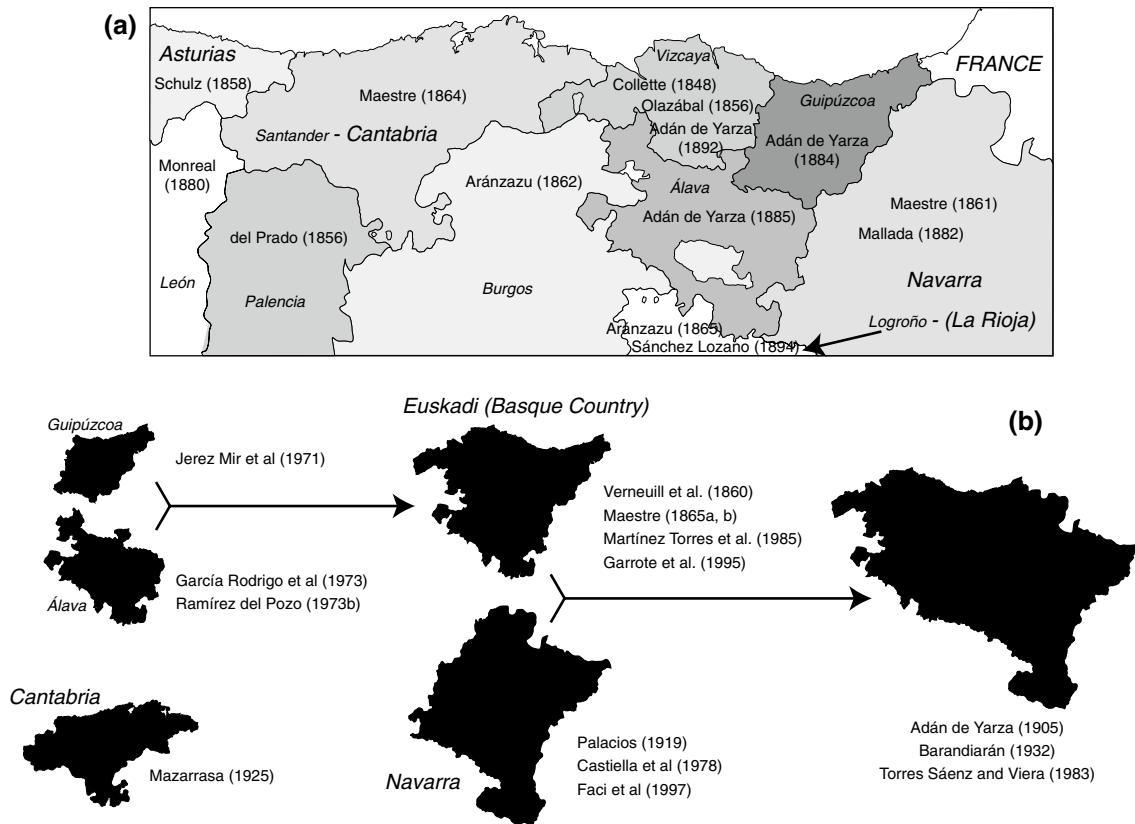 (a)
Asturias
Schulz (1858)
Maestre (1864)
Santander - Cantabria
Vizcaya
Collette (1848)
Olazábal (1856)
Adán de Yarza
(1892)
FRANCE
Guipúzcoa
Adán de Yarza
(1884)
Monreal
(1880)
Aránzazu (1862)
Álava
Adán de Yarza (1885)
Maestre (1861)
Mallada (1882)
del Prado (1856)
León
Palencia
Burgos
Navarra
Logroño - (La Rioja)
Aránzazu (1865)
Sánchez Lozano (1894)
(b)
Guipúzcoa
Jerez Mir et al (1971)
Álava
García Rodrigo et al (1973)
Ramírez del Pozo (1973b)
Euskadi (Basque Country)
Verneuill et al. (1860)
Maestre (1865a, b)
Martínez Torres et al. (1985)
Garrote et al. (1995)
Cantabria
Mazarrasa (1925)
Navarra
Palacios (1919)
Castiella et al (1978)
Faci et al (1997)
Adán de Yarza (1905)
Barandiarán (1932)
Torres Sáenz and Viera (1983)